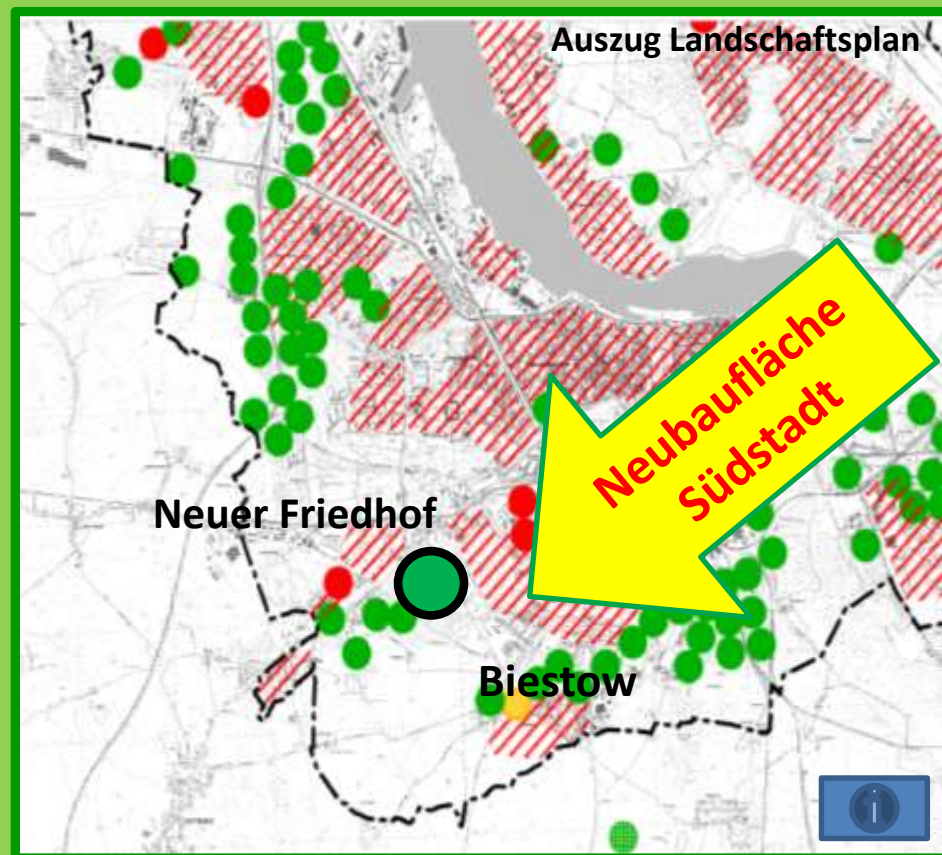 Auszug Landschaftsplan
Neubaufläche
Südstadt
Neuer Friedhof
Biestow
i